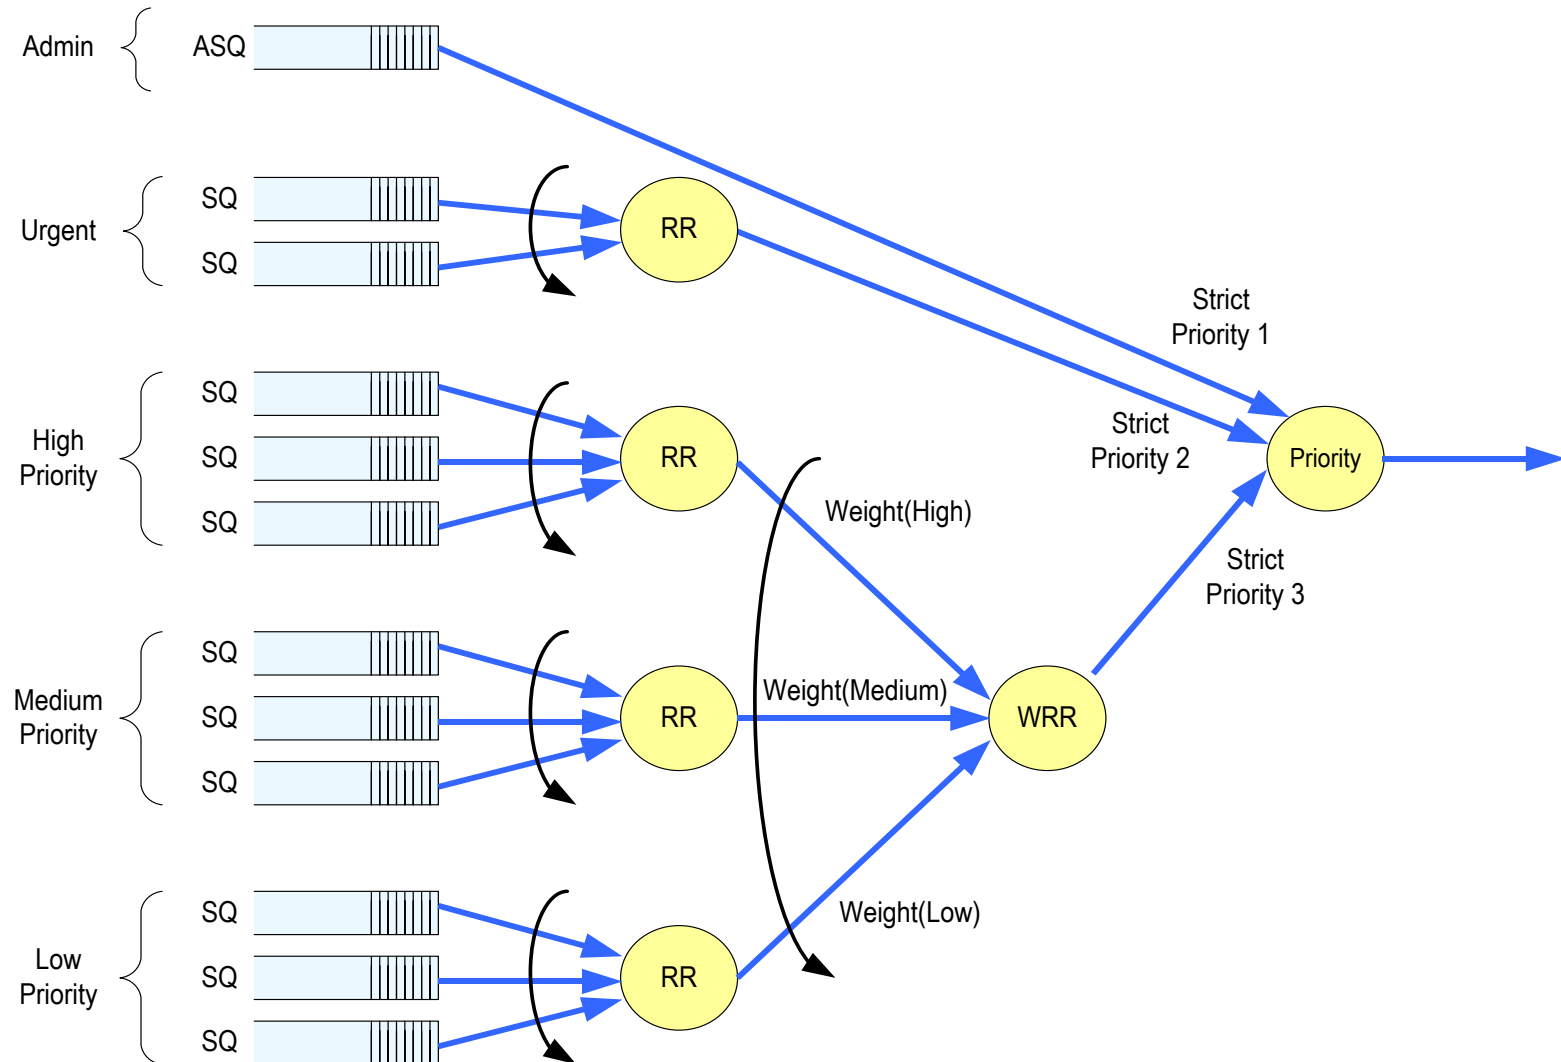 Admin
ASQ
Urgent
SQ
SQ
RR
Strict
Priority 1
High
Priority
SQ
SQ
SQ
RR
Strict
Priority 2
Priority
Weight(High)
Strict
Priority 3
Medium
Priority
SQ
SQ
SQ
RR
Weight(Medium)
WRR
Low
Priority
SQ
SQ
SQ
RR
Weight(Low)